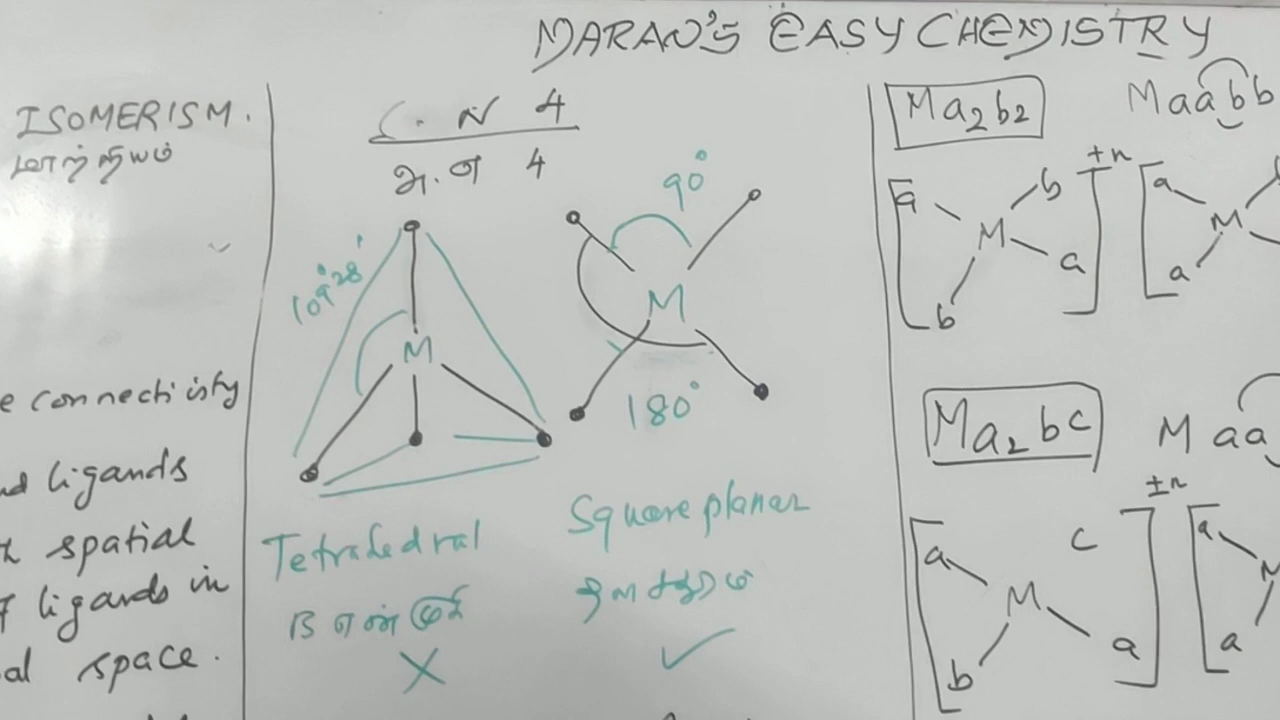 MARAN'S EASY CHEMISTRY
ISOMERISM.
மாற்றியம்
e connectivity
nd ligands
spatial
f ligands in
al space.
C. N 4
அ. எ 4
109°28'
M
90°
M
180°
Tetrahedral
நான்முகி
X
Square planar
✓
Ma₂b₂
Maabb
[a b M a b]±n
[a M a
Ma₂bc
M aa
[a c M b a]±n
[a M a